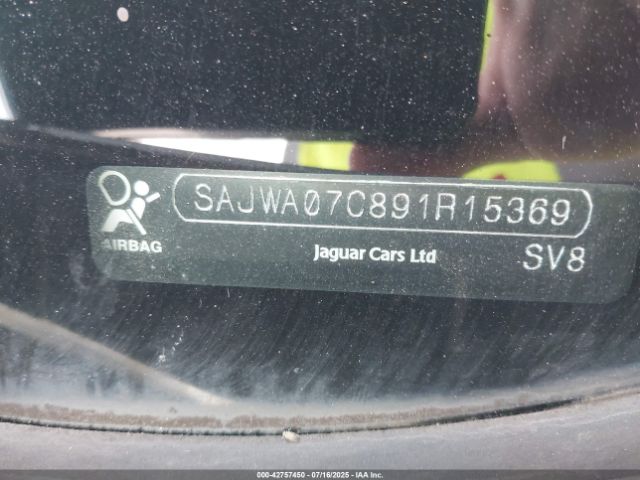 SAJWA07C891R15369
AIRBAG
Jaguar Cars Ltd
SV8
000-42757450 - 07/16/2025 - IAA Inc.